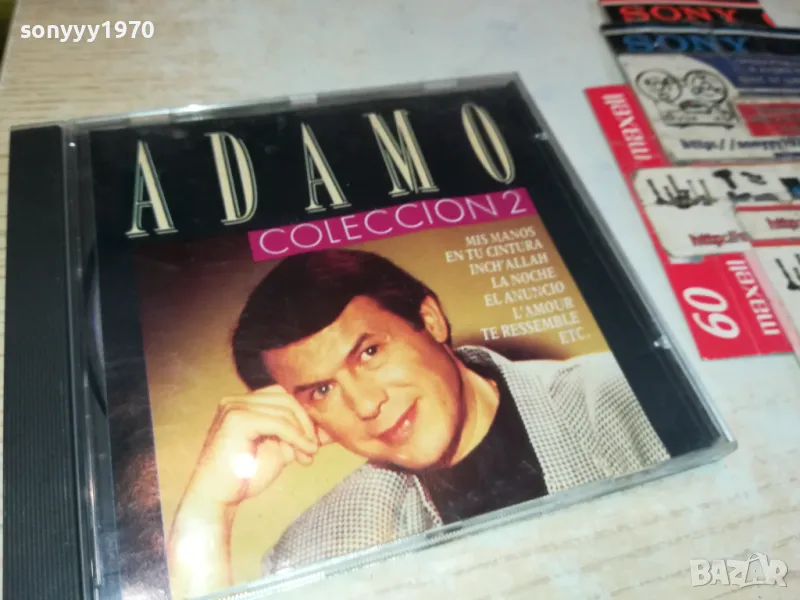 sonyyy1970
ADAMO
COLECCION 2
MIS MANOS
EN TU CINTURA
INCH'ALLAH
LA NOCHE
EL ANUNCIO
L'AMOUR
TE RESSEMBLE
ETC.
SONY
SONY
maxell
maxell
60
BAZAR